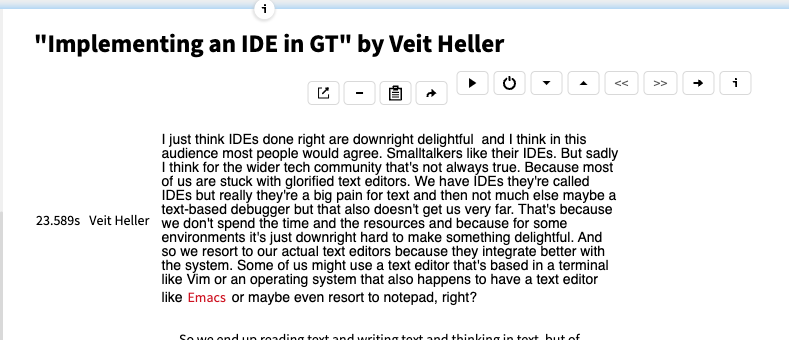 i
"Implementing an IDE in GT" by Veit Heller
<< >> i
I just think IDEs done right are downright delightful and I think in this
audience most people would agree. Smalltalkers like their IDEs. But sadly
I think for the wider tech community that's not always true. Because most
of us are stuck with glorified text editors. We have IDEs they're called
IDEs but really they're a big pain for text and then not much else maybe a
text-based debugger but that also doesn't get us very far. That's because
23.589s Veit Heller
we don't spend the time and the resources and because for some
environments it's just downright hard to make something delightful. And
so we resort to our actual text editors because they integrate better with
the system. Some of us might use a text editor that's based in a terminal
like Vim or an operating system that also happens to have a text editor
like Emacs or maybe even resort to notepad, right?
So we end up reading text and writing text and thinking in text, but of